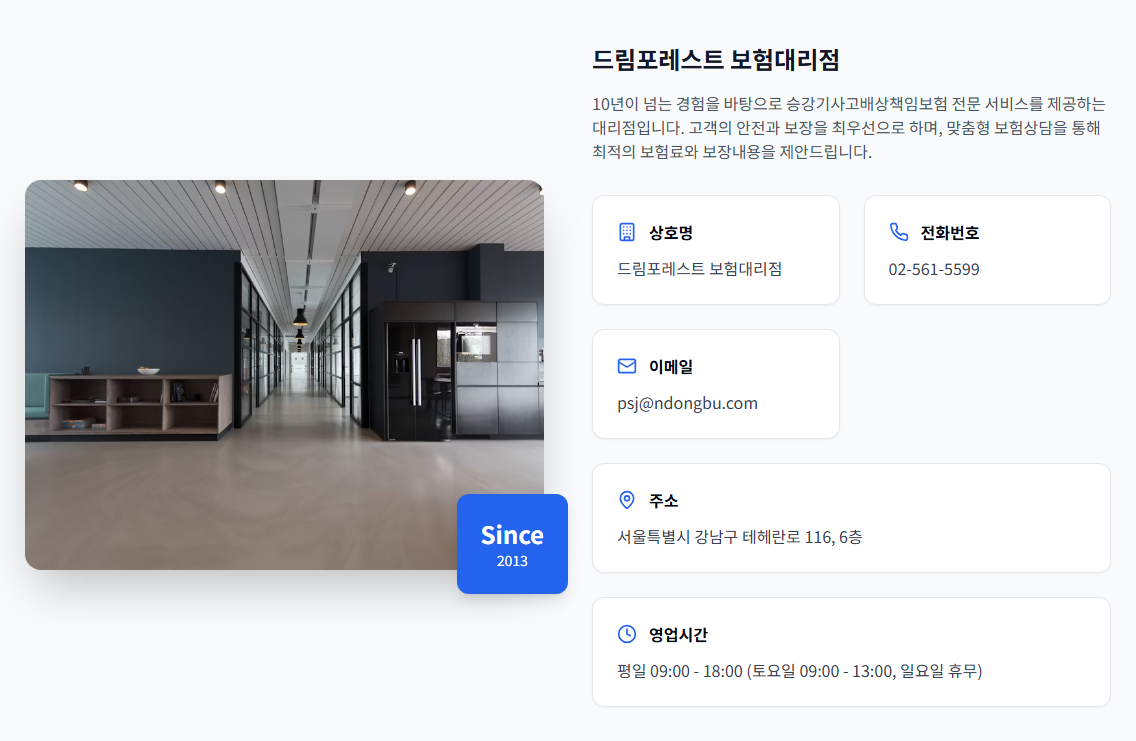 드림포레스트 보험대리점
10년이 넘는 경험을 바탕으로 승강기사고배상책임보험 전문 서비스를 제공하는
대리점입니다. 고객의 안전과 보장을 최우선으로 하며, 맞춤형 보험상담을 통해
최적의 보험료와 보장내용을 제안드립니다.
상호명
드림포레스트 보험대리점
전화번호
02-561-5599
이메일
psj@ndongbu.com
주소
서울특별시 강남구 테헤란로 116, 6층
영업시간
평일 09:00 - 18:00 (토요일 09:00 - 13:00, 일요일 휴무)
Since
2013